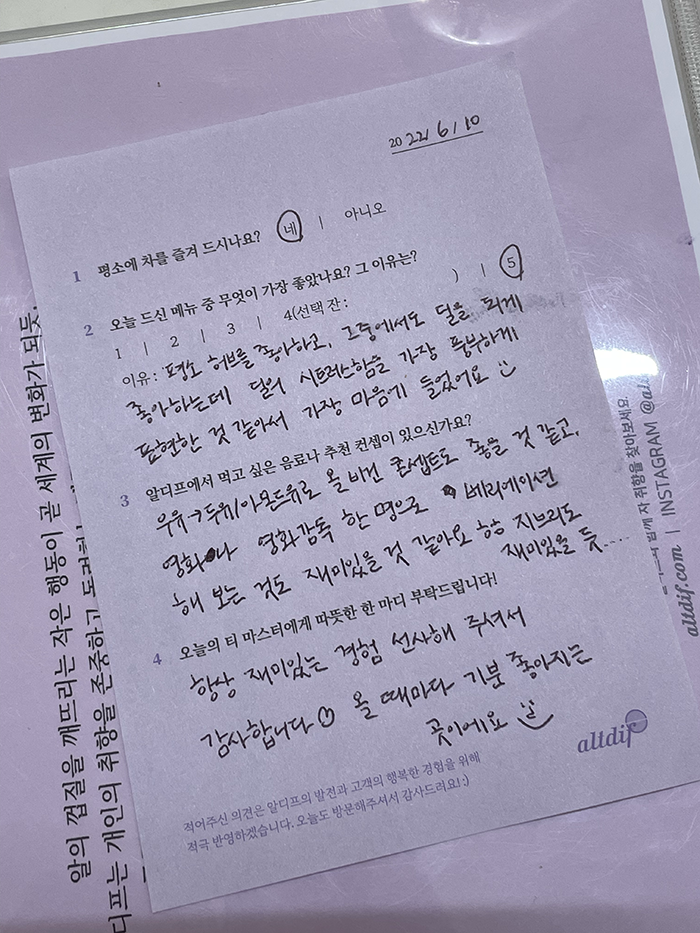 2022/6/10
1 평소에 차를 즐겨 드시나요? 네 | 아니오
2 오늘 드신 메뉴 중 무엇이 가장 좋았나요? 그 이유는?
1 | 2 | 3 | 4(선택 잔: ) | 5
이유: 평소 허브를 좋아하고, 그중에서도 딜을 되게
좋아하는데 딜의 시트러스함을 가장 풍부하게
표현한 것 같아서 가장 마음에 들었어요
3 알디프에서 먹고 싶은 음료나 추천 컨셉이 있으신가요?
우유→두유/아몬드유로 올 비건 콘셉트도 좋을 것 같고,
영화나 영화감독 한 명으로 베리에이션
해 보는 것도 재미있을 것 같아요 ㅎㅎ 지브리도
재미있을 듯....
4 오늘의 티 마스터에게 따뜻한 한 마디 부탁드립니다!
항상 재미있는 경험 선사해 주셔서
감사합니다 올 때마다 기분 좋아지는
곳이에요
altdif
적어주신 의견은 알디프의 발전과 고객의 행복한 경험을 위해
적극 반영하겠습니다. 오늘도 방문해주셔서 감사드려요! :)
알의 껍질을 깨뜨리는 작은 행동이 곧 세계의 변화가 되듯,
디프는 개인의 취향을 존중하고
함께 차 취향을 찾아보세요.
altdif.com | INSTAGRAM